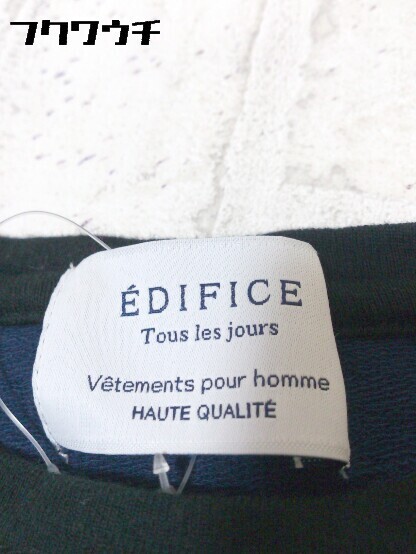 フクワウチ
ÉDIFICE
Tous les jours
Vêtements pour homme
HAUTE QUALITÉ